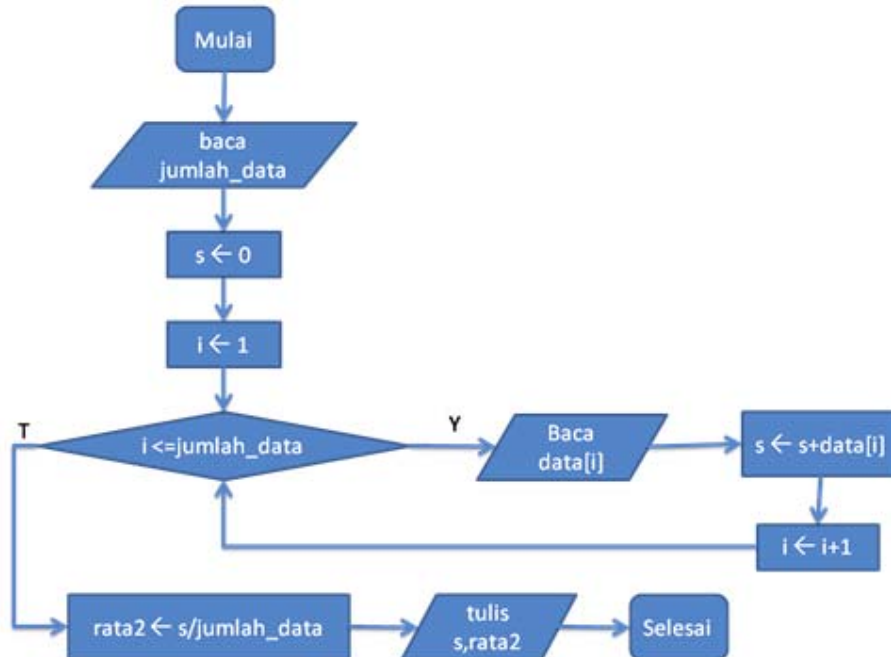 Mulai
baca
jumlah_data
s ← 0
i ← 1
T
i <=jumlah_data
Y
Baca
data[i]
s ← s+data[i]
i ← i+1
rata2 ← s/jumlah_data
tulis
s,rata2
Selesai